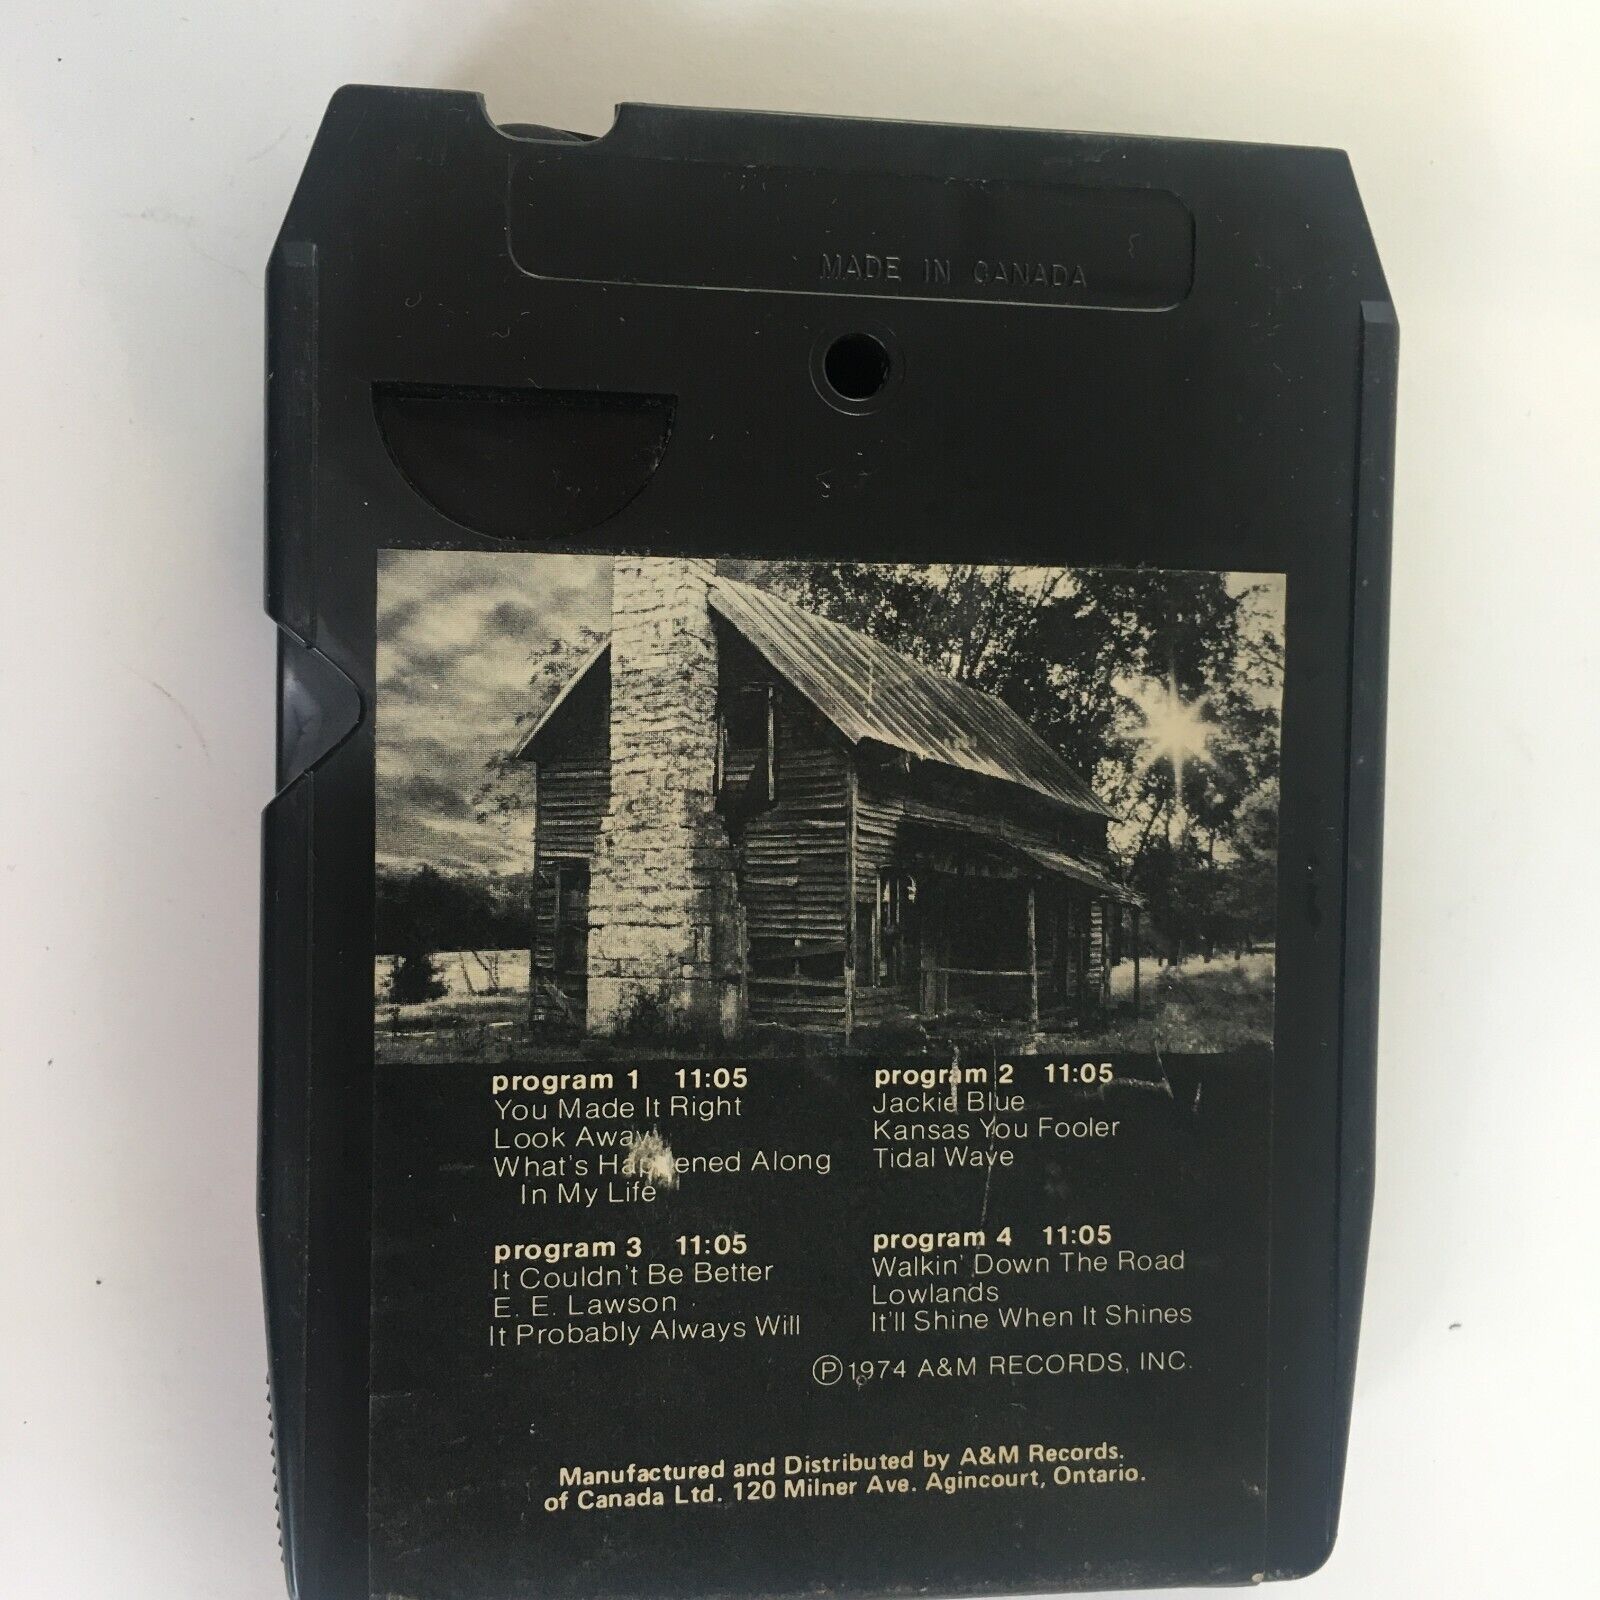 MADE IN CANADA
program 1 11:05
You Made It Right
Look Away
What's Happened Along
In My Life
program 2 11:05
Jackie Blue
Kansas You Fooler
Tidal Wave
program 3 11:05
It Couldn't Be Better
E. E. Lawson
It Probably Always Will
program 4 11:05
Walkin' Down The Road
Lowlands
It'll Shine When It Shines
Ⓟ1974 A&M RECORDS, INC.
Manufactured and Distributed by A&M Records.
of Canada Ltd. 120 Milner Ave. Agincourt, Ontario.